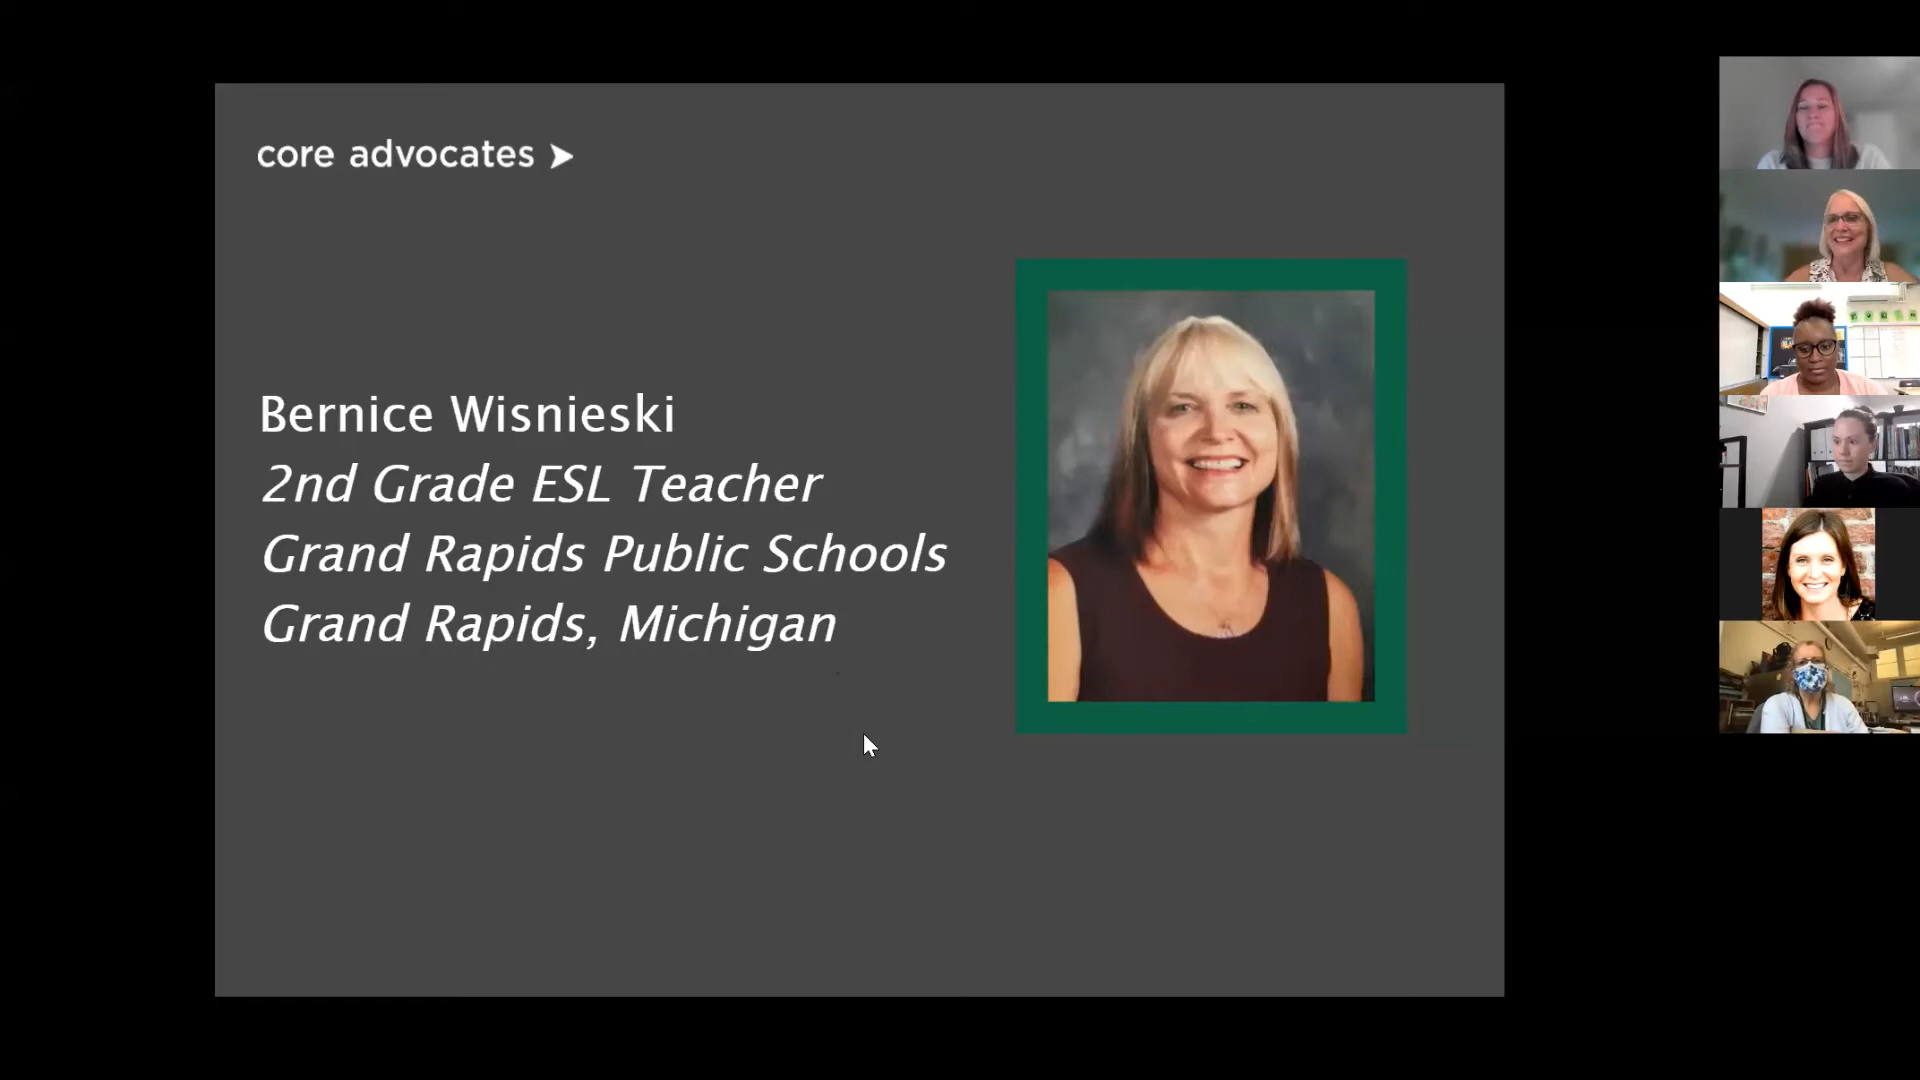 core advocates
Bernice Wisnieski
2nd Grade ESL Teacher
Grand Rapids Public Schools
Grand Rapids, Michigan